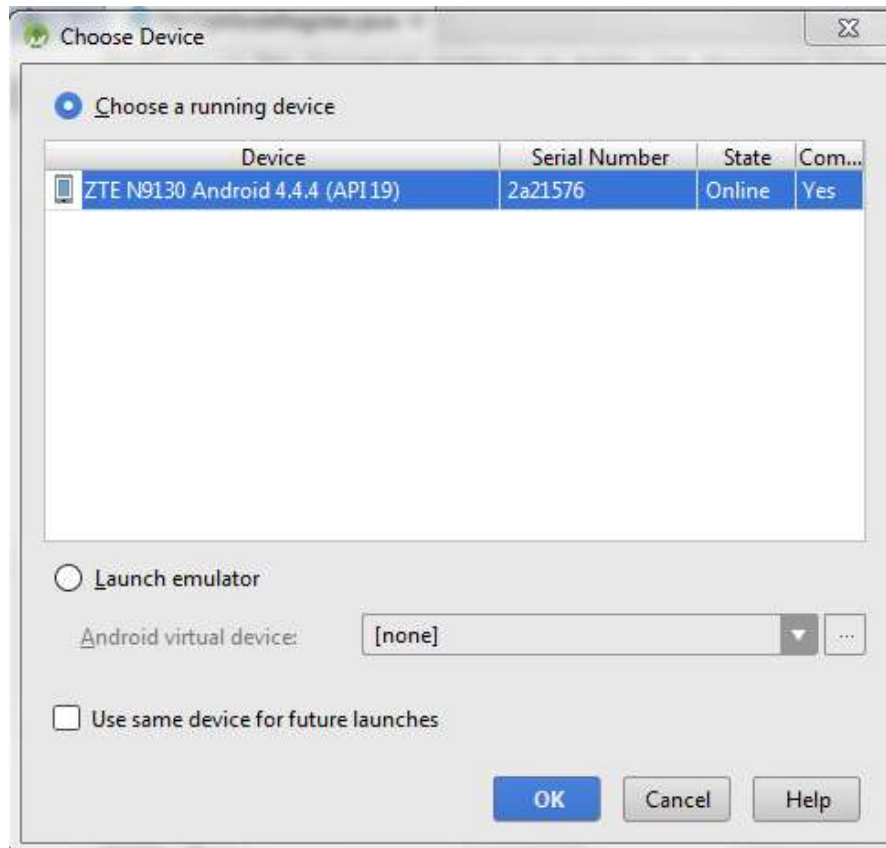 Choose Device
Choose a running device
Device Serial Number State Com...
ZTE N9130 Android 4.4.4 (API 19) 2a21576 Online Yes
Launch emulator
Android virtual device: [none] ...
Use same device for future launches
OK Cancel Help